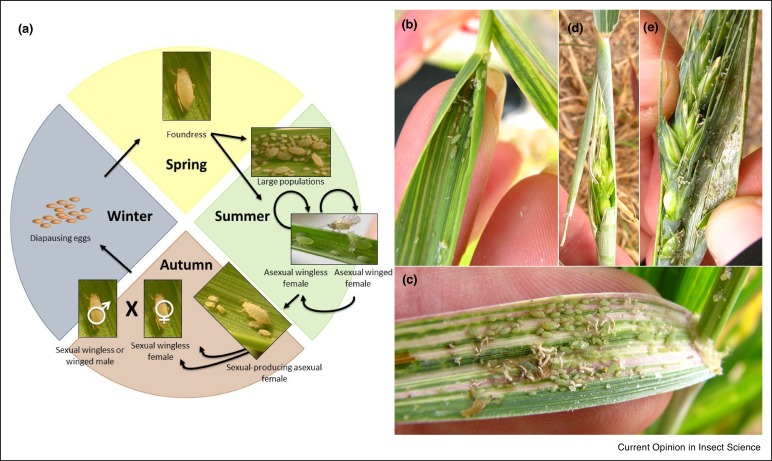 (a)
Foundress
Spring
Large populations
Summer
Asexual wingless
female
Asexual winged
female
Winter
Diapausing eggs
Autumn
X
Sexual wingless or
winged male
Sexual wingless
female
Sexual-producing asexual
female
(b)
(d)
(e)
(c)
Current Opinion in Insect Science